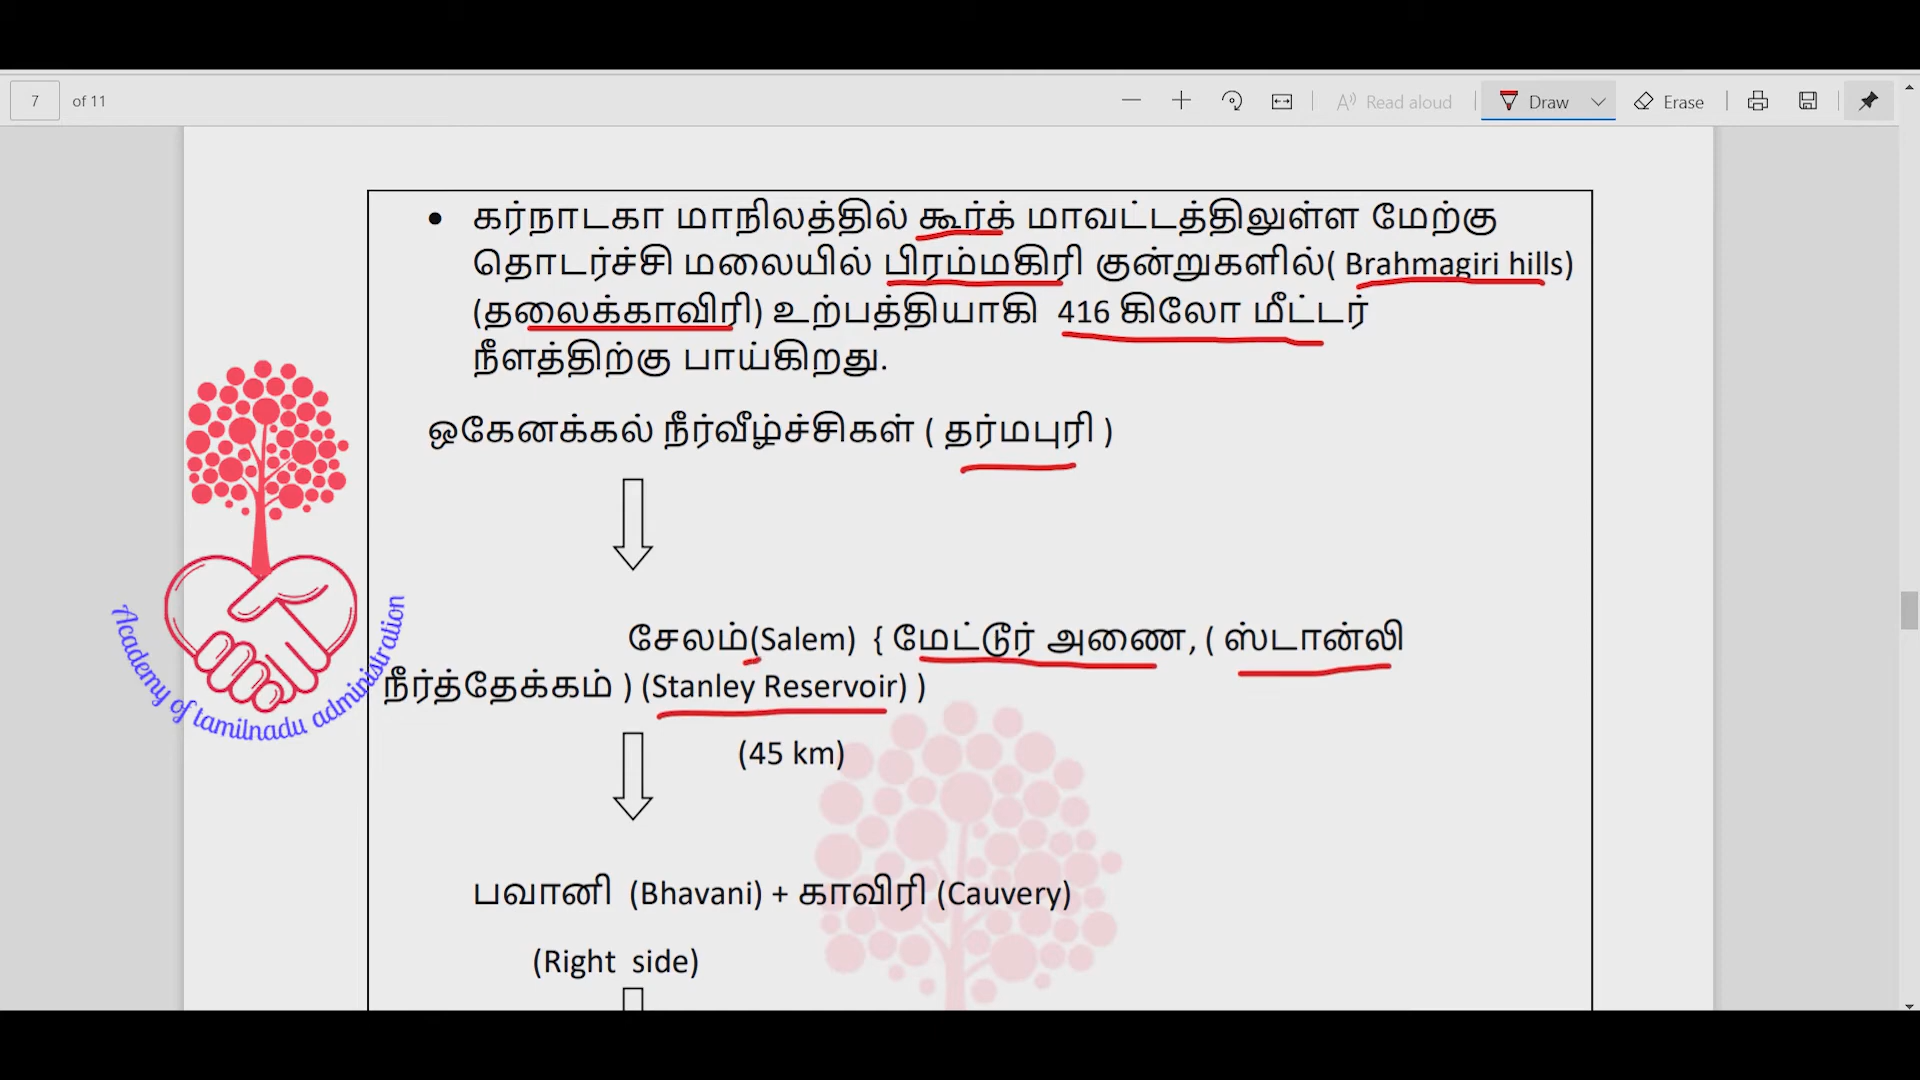 7 of 11 Read aloud Draw Erase
• கர்நாடகா மாநிலத்தில் கூர்க் மாவட்டத்திலுள்ள மேற்கு
தொடர்ச்சி மலையில் பிரம்மகிரி குன்றுகளில்( Brahmagiri hills)
(தலைக்காவிரி) உற்பத்தியாகி 416 கிலோ மீட்டர்
நீளத்திற்கு பாய்கிறது.
ஒகேனக்கல் நீர்வீழ்ச்சிகள் ( தர்மபுரி )
சேலம்(Salem) { மேட்டூர் அணை, ( ஸ்டான்லி
நீர்த்தேக்கம் ) (Stanley Reservoir) )
(45 km)
பவானி (Bhavani) + காவிரி (Cauvery)
(Right side)
Academy of tamilnadu administration